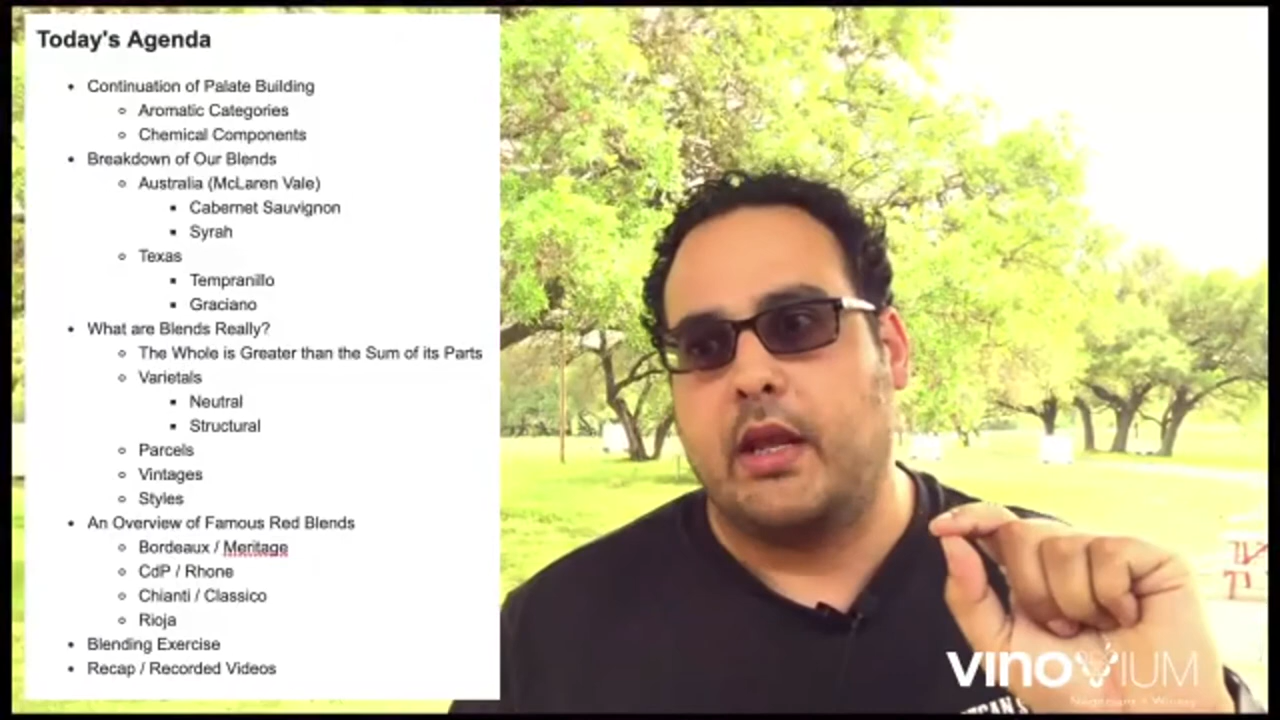 Today's Agenda
Continuation of Palate Building
Aromatic Categories
Chemical Components
Breakdown of Our Blends
Australia (McLaren Vale)
Cabernet Sauvignon
Syrah
Texas
Tempranillo
Graciano
What are Blends Really?
The Whole is Greater than the Sum of its Parts
Varietals
Neutral
Structural
Parcels
Vintages
Styles
An Overview of Famous Red Blends
Bordeaux / Meritage
CdP / Rhone
Chianti / Classico
Rioja
Blending Exercise
Recap / Recorded Videos
VINOVIUM